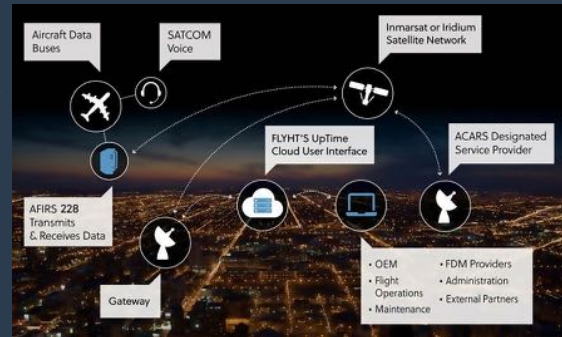 Aircraft Data
Buses
SATCOM
Voice
Inmarsat or Iridium
Satellite Network
FLYHT'S UpTime
Cloud User Interface
ACARS Designated
Service Provider
AFIRS 228
Transmits
& Receives Data
Gateway
• OEM
• Flight
Operations
• Maintenance
• FDM Providers
• Administration
• External Partners